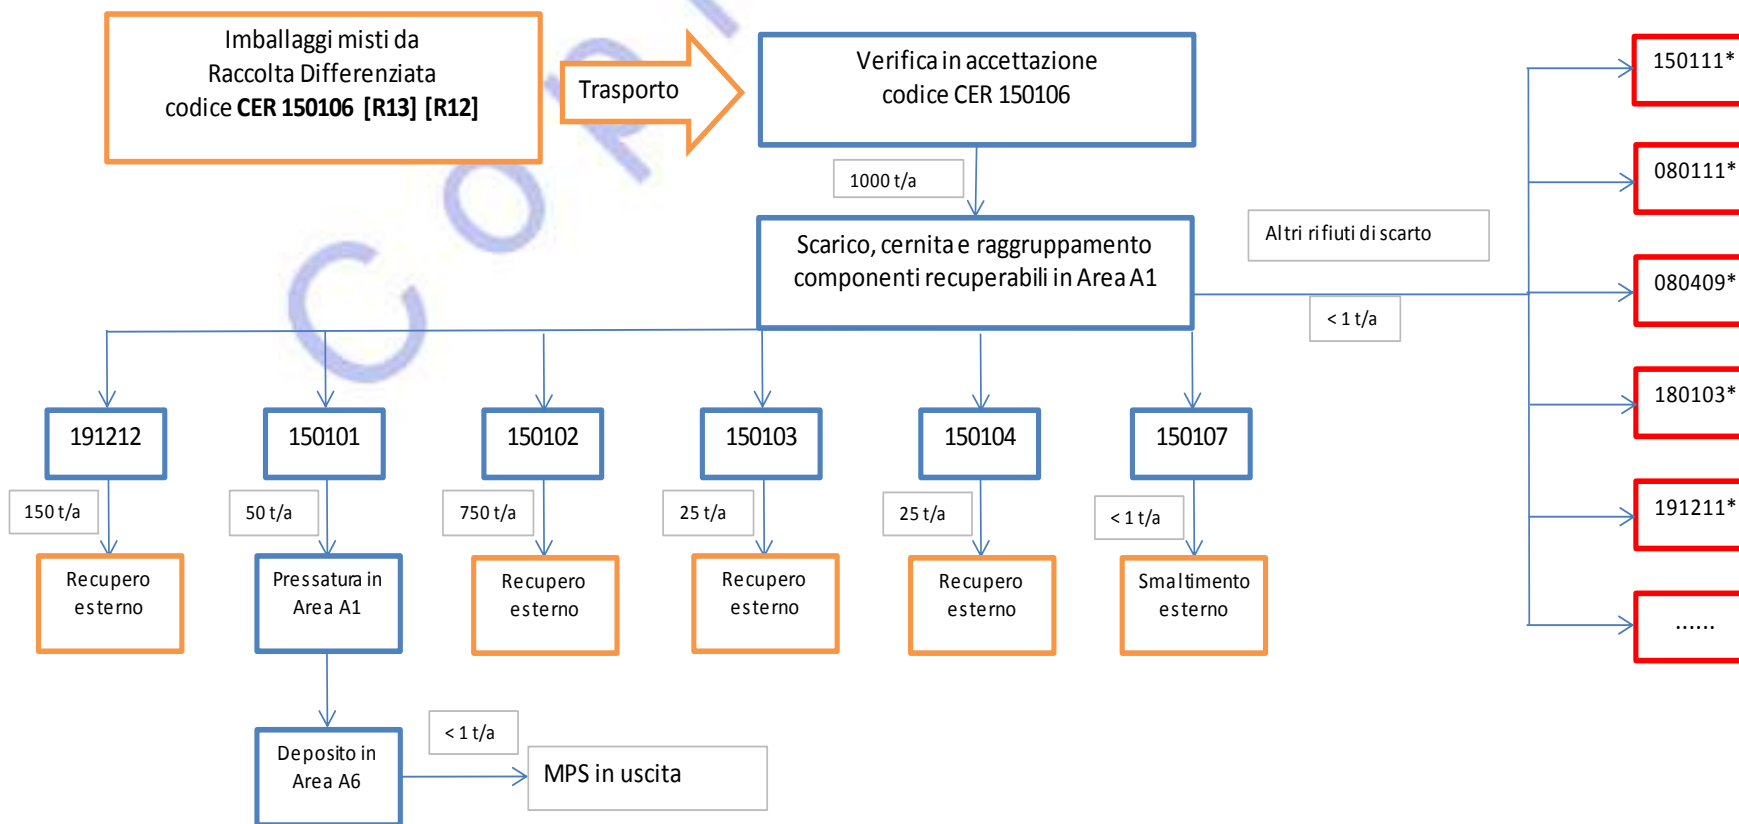 Imballaggi misti da
Raccolta Differenziata
codice CER 150106 [R13] [R12]
Trasporto
Verifica in accettazione
codice CER 150106
1000 t/a
Scarico, cernita e raggruppamento
componenti recuperabili in Area A1
Altri rifiuti di scarto
< 1 t/a
150111*
080111*
080409*
180103*
191211*
......
191212
150101
150102
150103
150104
150107
150 t/a
50 t/a
750 t/a
25 t/a
25 t/a
< 1 t/a
Recupero
esterno
Pressatura in
Area A1
Recupero
esterno
Recupero
esterno
Recupero
esterno
Smaltimento
esterno
Deposito in
Area A6
< 1 t/a
MPS in uscita